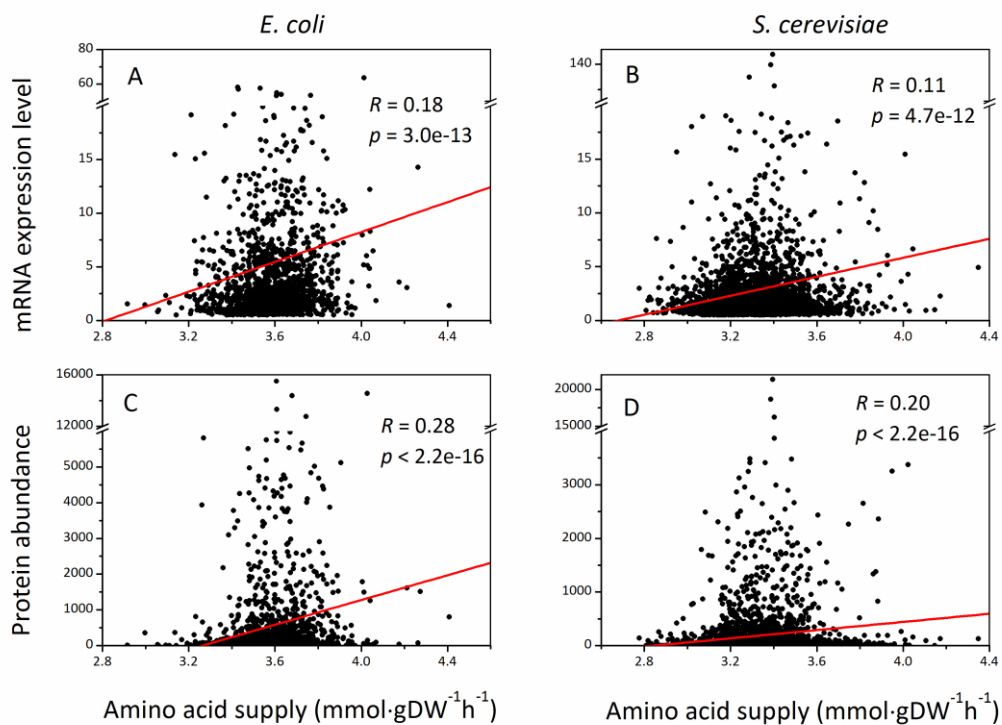 E. coli
S. cerevisiae
mRNA expression level
A
R = 0.18
p = 3.0e-13
80
60
15
10
5
0
2.8 3.2 3.6 4.0 4.4
B
R = 0.11
p = 4.7e-12
140
20
15
10
5
0
2.8 3.2 3.6 4.0 4.4
Protein abundance
C
R = 0.28
p < 2.2e-16
16000
12000
5000
4000
3000
2000
1000
0
2.8 3.2 3.6 4.0 4.4
D
R = 0.20
p < 2.2e-16
20000
15000
3000
2000
1000
0
2.8 3.2 3.6 4.0 4.4
Amino acid supply (mmol·gDW⁻¹h⁻¹)
Amino acid supply (mmol·gDW⁻¹h⁻¹)